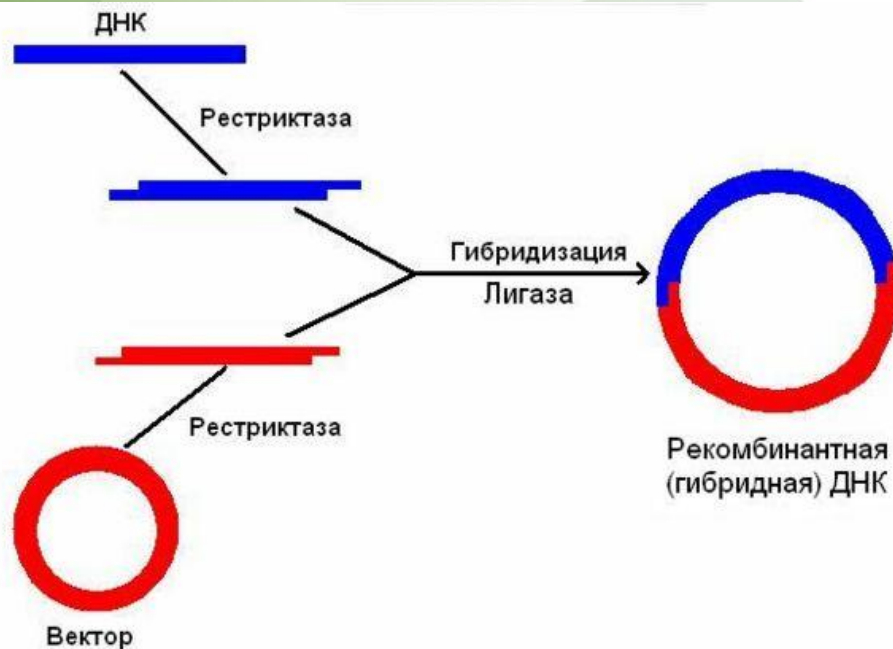 ДНК
Рестриктаза
Гибридизация
Лигаза
Рестриктаза
Рекомбинантная
(гибридная) ДНК
Вектор